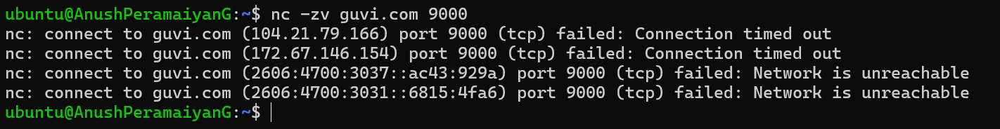 ubuntu@AnushPeramaiyanG:~$ nc -zv guvi.com 9000
nc: connect to guvi.com (104.21.79.166) port 9000 (tcp) failed: Connection timed out
nc: connect to guvi.com (172.67.146.154) port 9000 (tcp) failed: Connection timed out
nc: connect to guvi.com (2606:4700:3037::ac43:929a) port 9000 (tcp) failed: Network is unreachable
nc: connect to guvi.com (2606:4700:3031::6815:4fa6) port 9000 (tcp) failed: Network is unreachable
ubuntu@AnushPeramaiyanG:~$